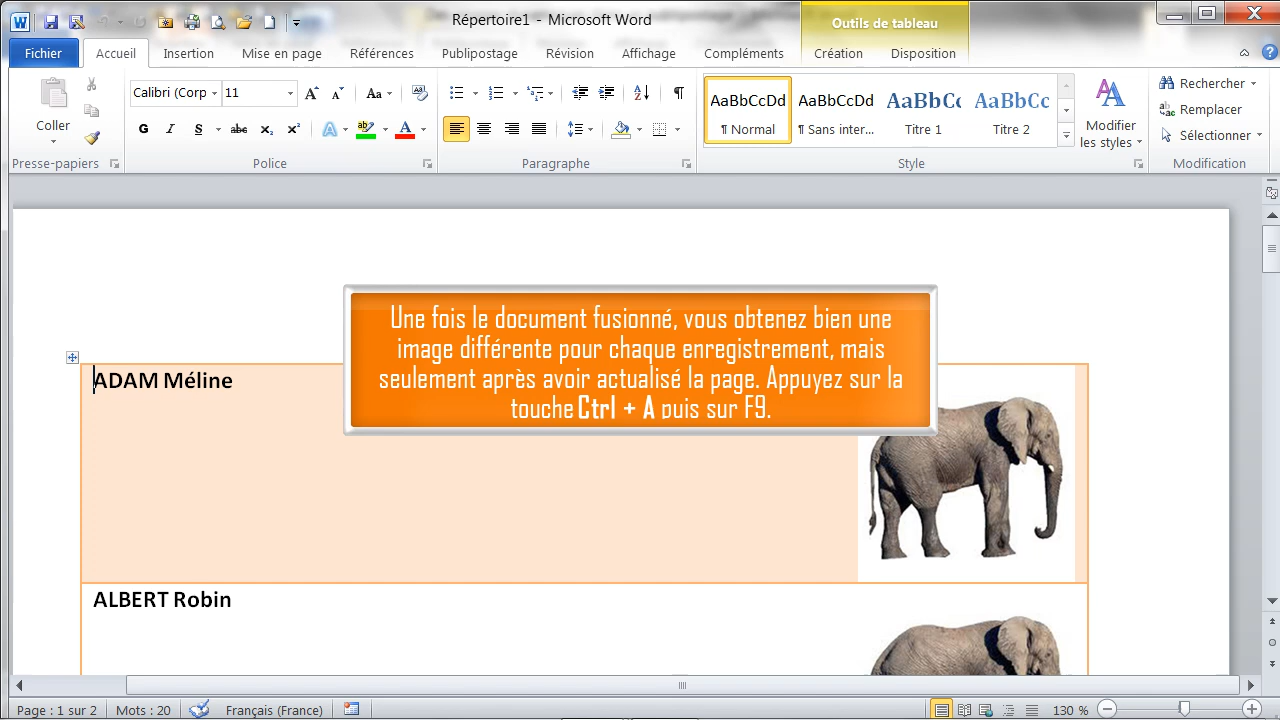 Répertoire1 - Microsoft Word
Outils de tableau
Fichier Accueil Insertion Mise en page Références Publipostage Révision Affichage Compléments Création Disposition
Coller
Presse-papiers
Calibri (Corp 11
G I S abc x₂ x²
Police
Paragraphe
AaBbCcDd AaBbCcDd AaBbCc AaBbCc
¶ Normal Sans inter... Titre 1 Titre 2
Style
Modifier
les styles
Rechercher
Remplacer
Sélectionner
Modification
Une fois le document fusionné, vous obtenez bien une
image différente pour chaque enregistrement, mais
seulement après avoir actualisé la page. Appuyez sur la
touche Ctrl + A puis sur F9.
ADAM Méline
ALBERT Robin
Page : 1 sur 2 Mots : 20 Français (France) 130 %